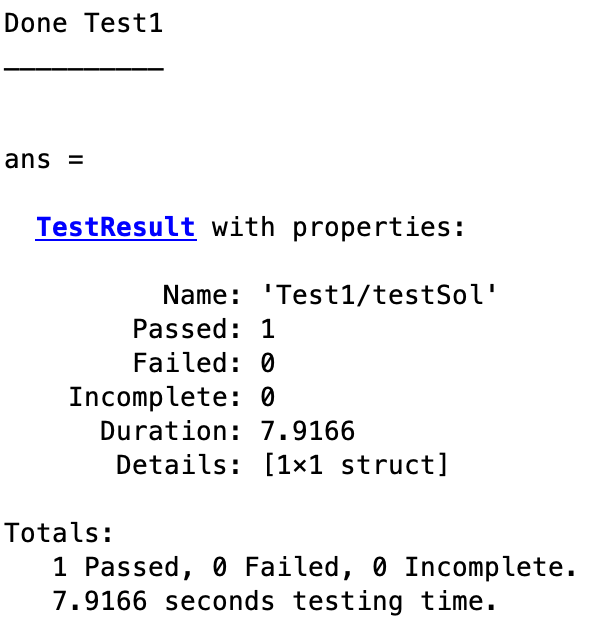 Done Test1
__________
ans =
TestResult with properties:
Name: 'Test1/testSol'
Passed: 1
Failed: 0
Incomplete: 0
Duration: 7.9166
Details: [1×1 struct]
Totals:
1 Passed, 0 Failed, 0 Incomplete.
7.9166 seconds testing time.